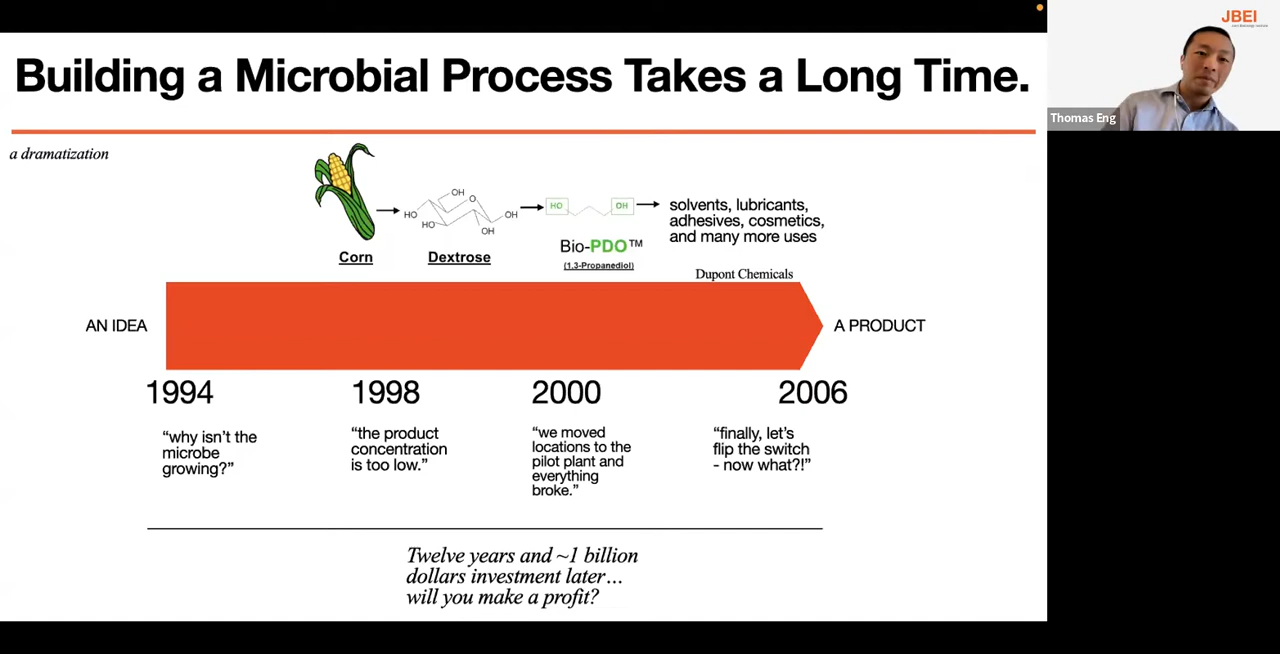 Building a Microbial Process Takes a Long Time.
JBEI
Thomas Eng
a dramatization
OH
O
HO
HO
OH
OH
HO
OH
solvents, lubricants,
adhesives, cosmetics,
and many more uses
Corn
Dextrose
Bio-PDO™
(1,3-Propanediol)
Dupont Chemicals
AN IDEA
A PRODUCT
1994
1998
2000
2006
“why isn’t the
microbe
growing?”
“the product
concentration
is too low.”
“we moved
locations to the
pilot plant and
everything
broke.”
“finally, let’s
flip the switch
- now what?!”
Twelve years and ~1 billion
dollars investment later…
will you make a profit?